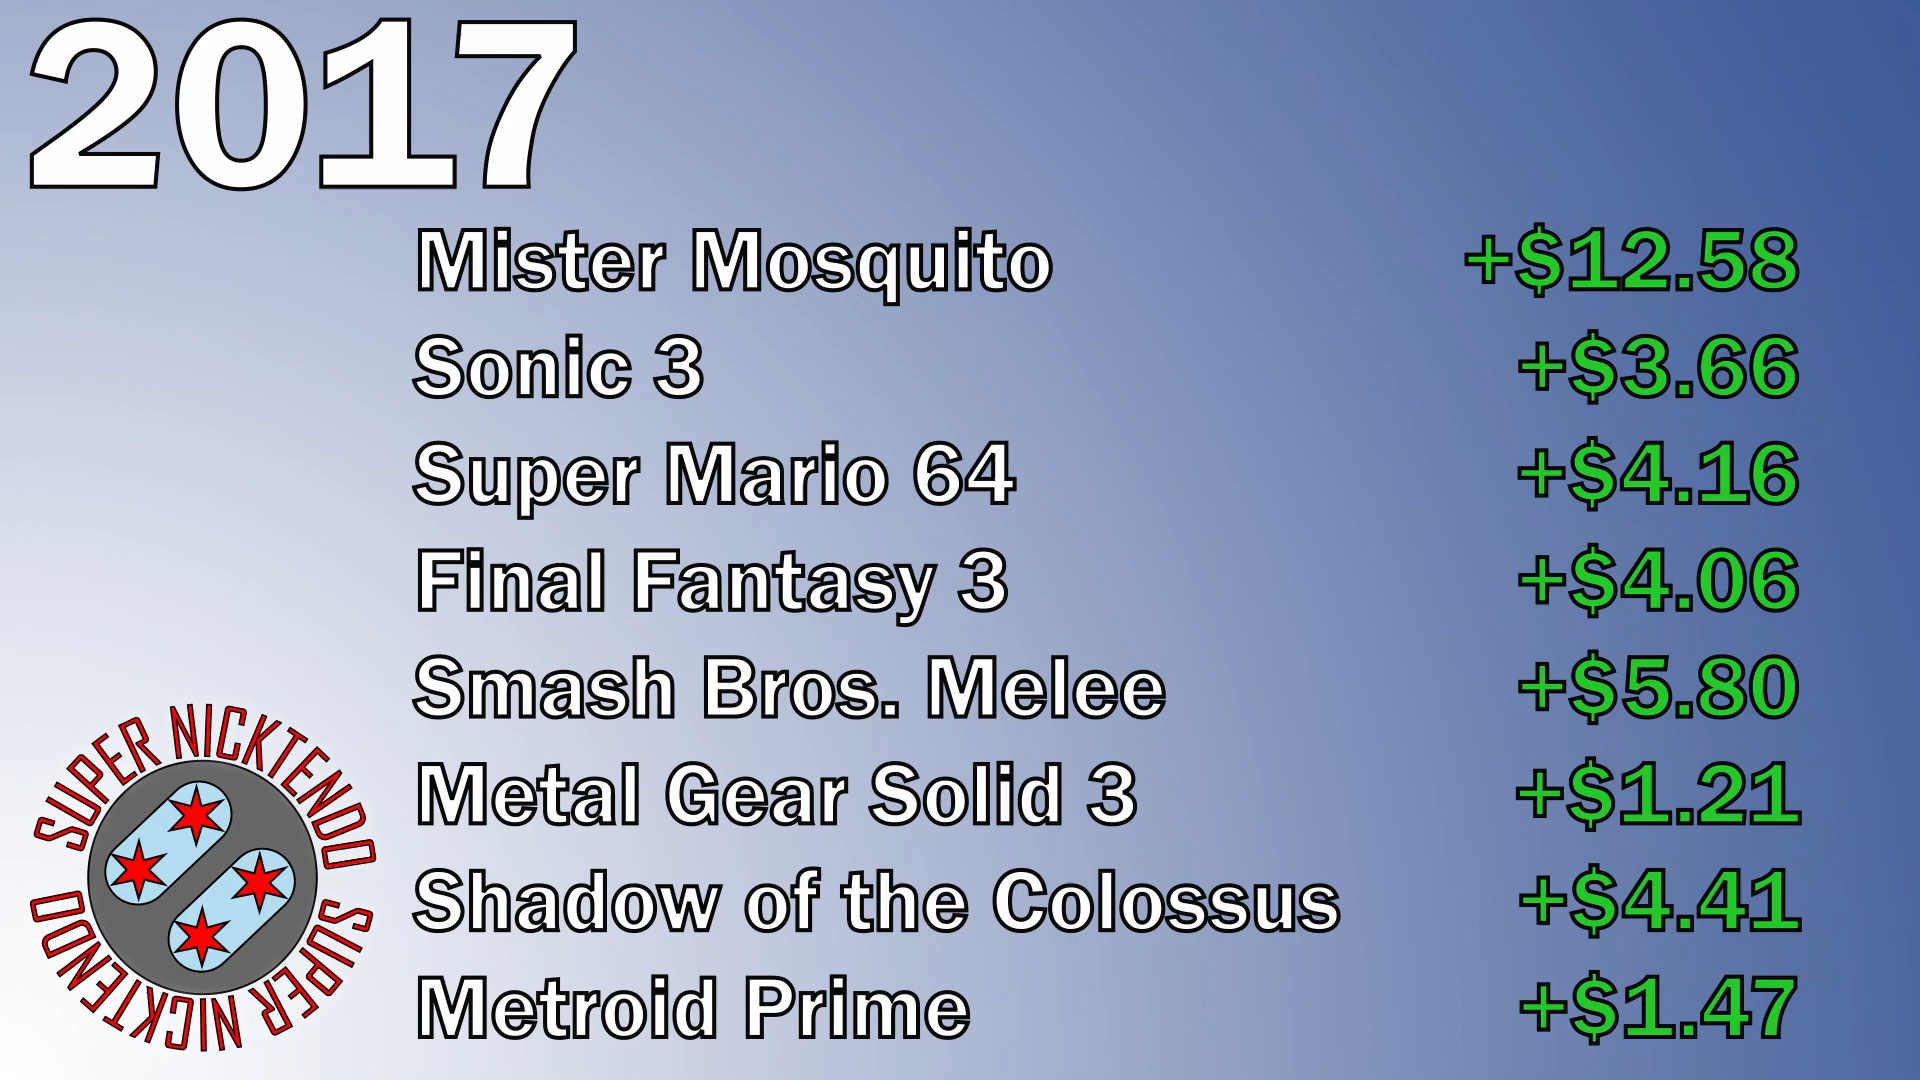 2017
Mister Mosquito +$12.58
Sonic 3 +$3.66
Super Mario 64 +$4.16
Final Fantasy 3 +$4.06
Smash Bros. Melee +$5.80
Metal Gear Solid 3 +$1.21
Shadow of the Colossus +$4.41
Metroid Prime +$1.47
SUPER NICKTENDO
SUPER NICKTENDO